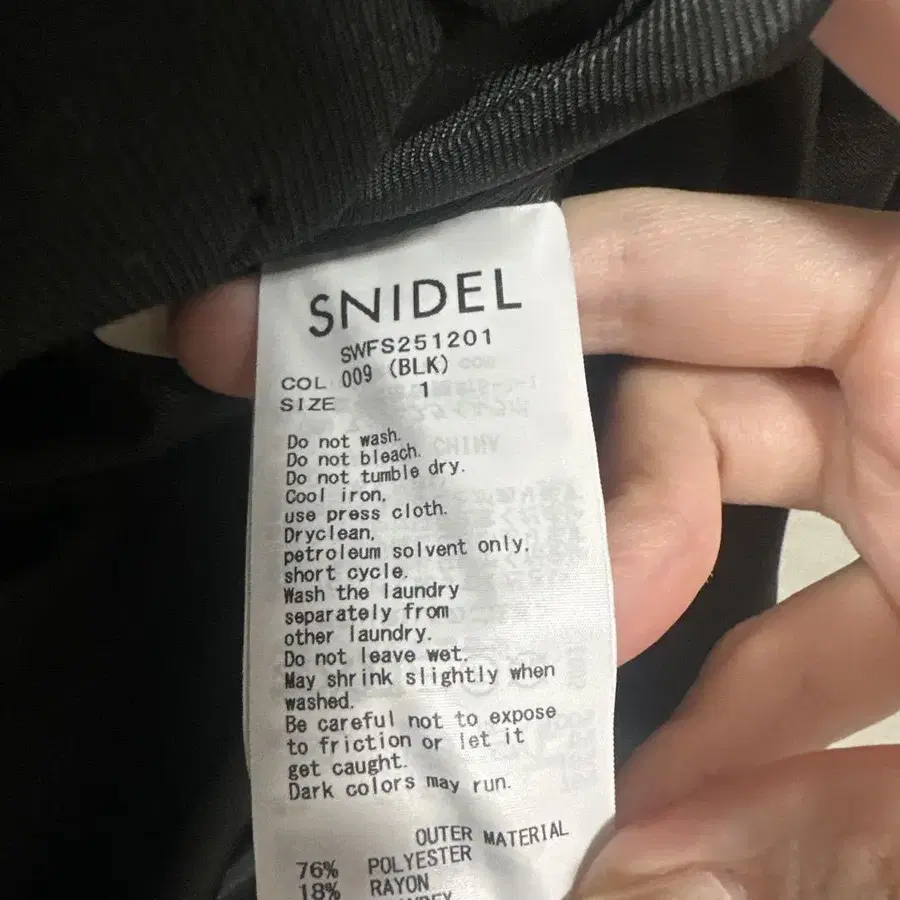 SNIDEL
SWFS251201
COL 009 (BLK)
SIZE 1
Do not wash.
Do not bleach.
Do not tumble dry.
Cool iron,
use press cloth.
Dryclean,
petroleum solvent only,
short cycle.
Wash the laundry
separately from
other laundry.
Do not leave wet.
May shrink slightly when
washed.
Be careful not to expose
to friction or let it
get caught.
Dark colors may run.
OUTER MATERIAL
76% POLYESTER
18% RAYON